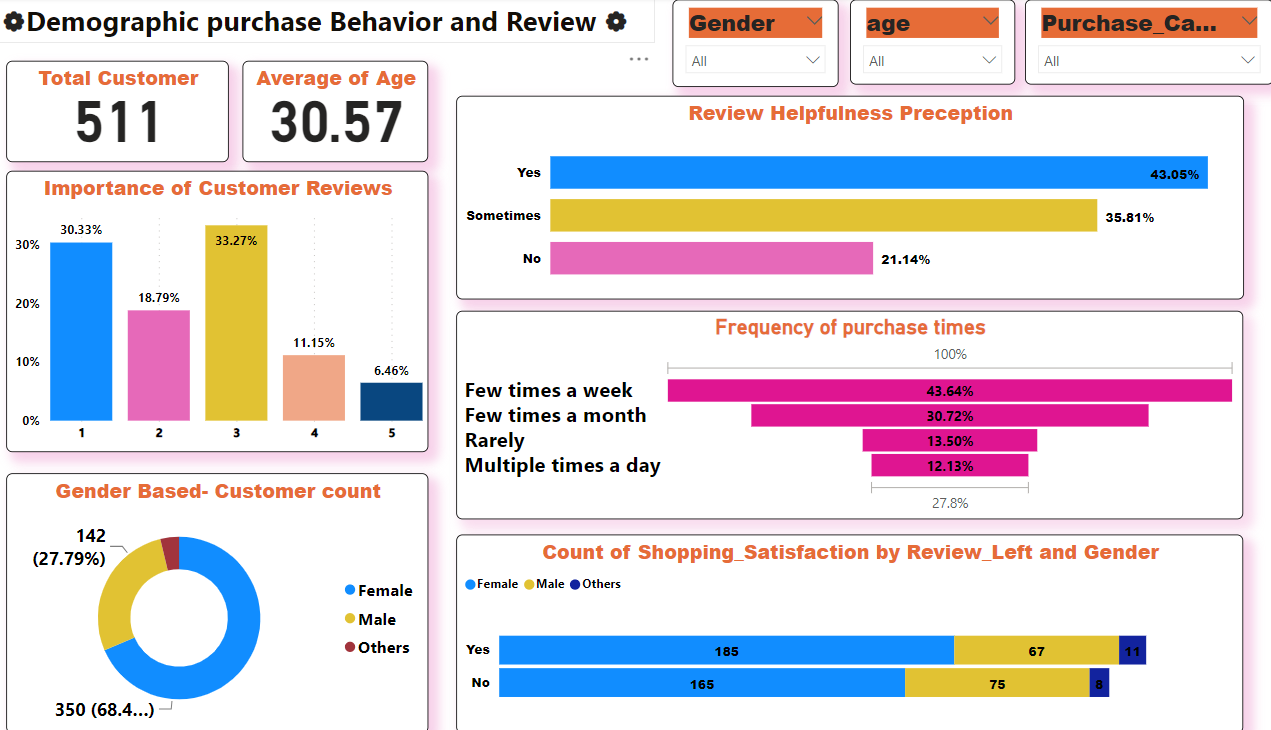 Demographic purchase Behavior and Review
Gender
All
age
All
Purchase_Ca...
All
Total Customer
511
Average of Age
30.57
Importance of Customer Reviews
30%
20%
10%
0%
30.33%
18.79%
33.27%
11.15%
6.46%
1 2 3 4 5
Gender Based- Customer count
142
(27.79%)
350 (68.4...)
Female
Male
Others
Review Helpfulness Preception
Yes 43.05%
Sometimes 35.81%
No 21.14%
Frequency of purchase times
100%
Few times a week 43.64%
Few times a month 30.72%
Rarely 13.50%
Multiple times a day 12.13%
27.8%
Count of Shopping_Satisfaction by Review_Left and Gender
Female Male Others
Yes 185 67 11
No 165 75 8